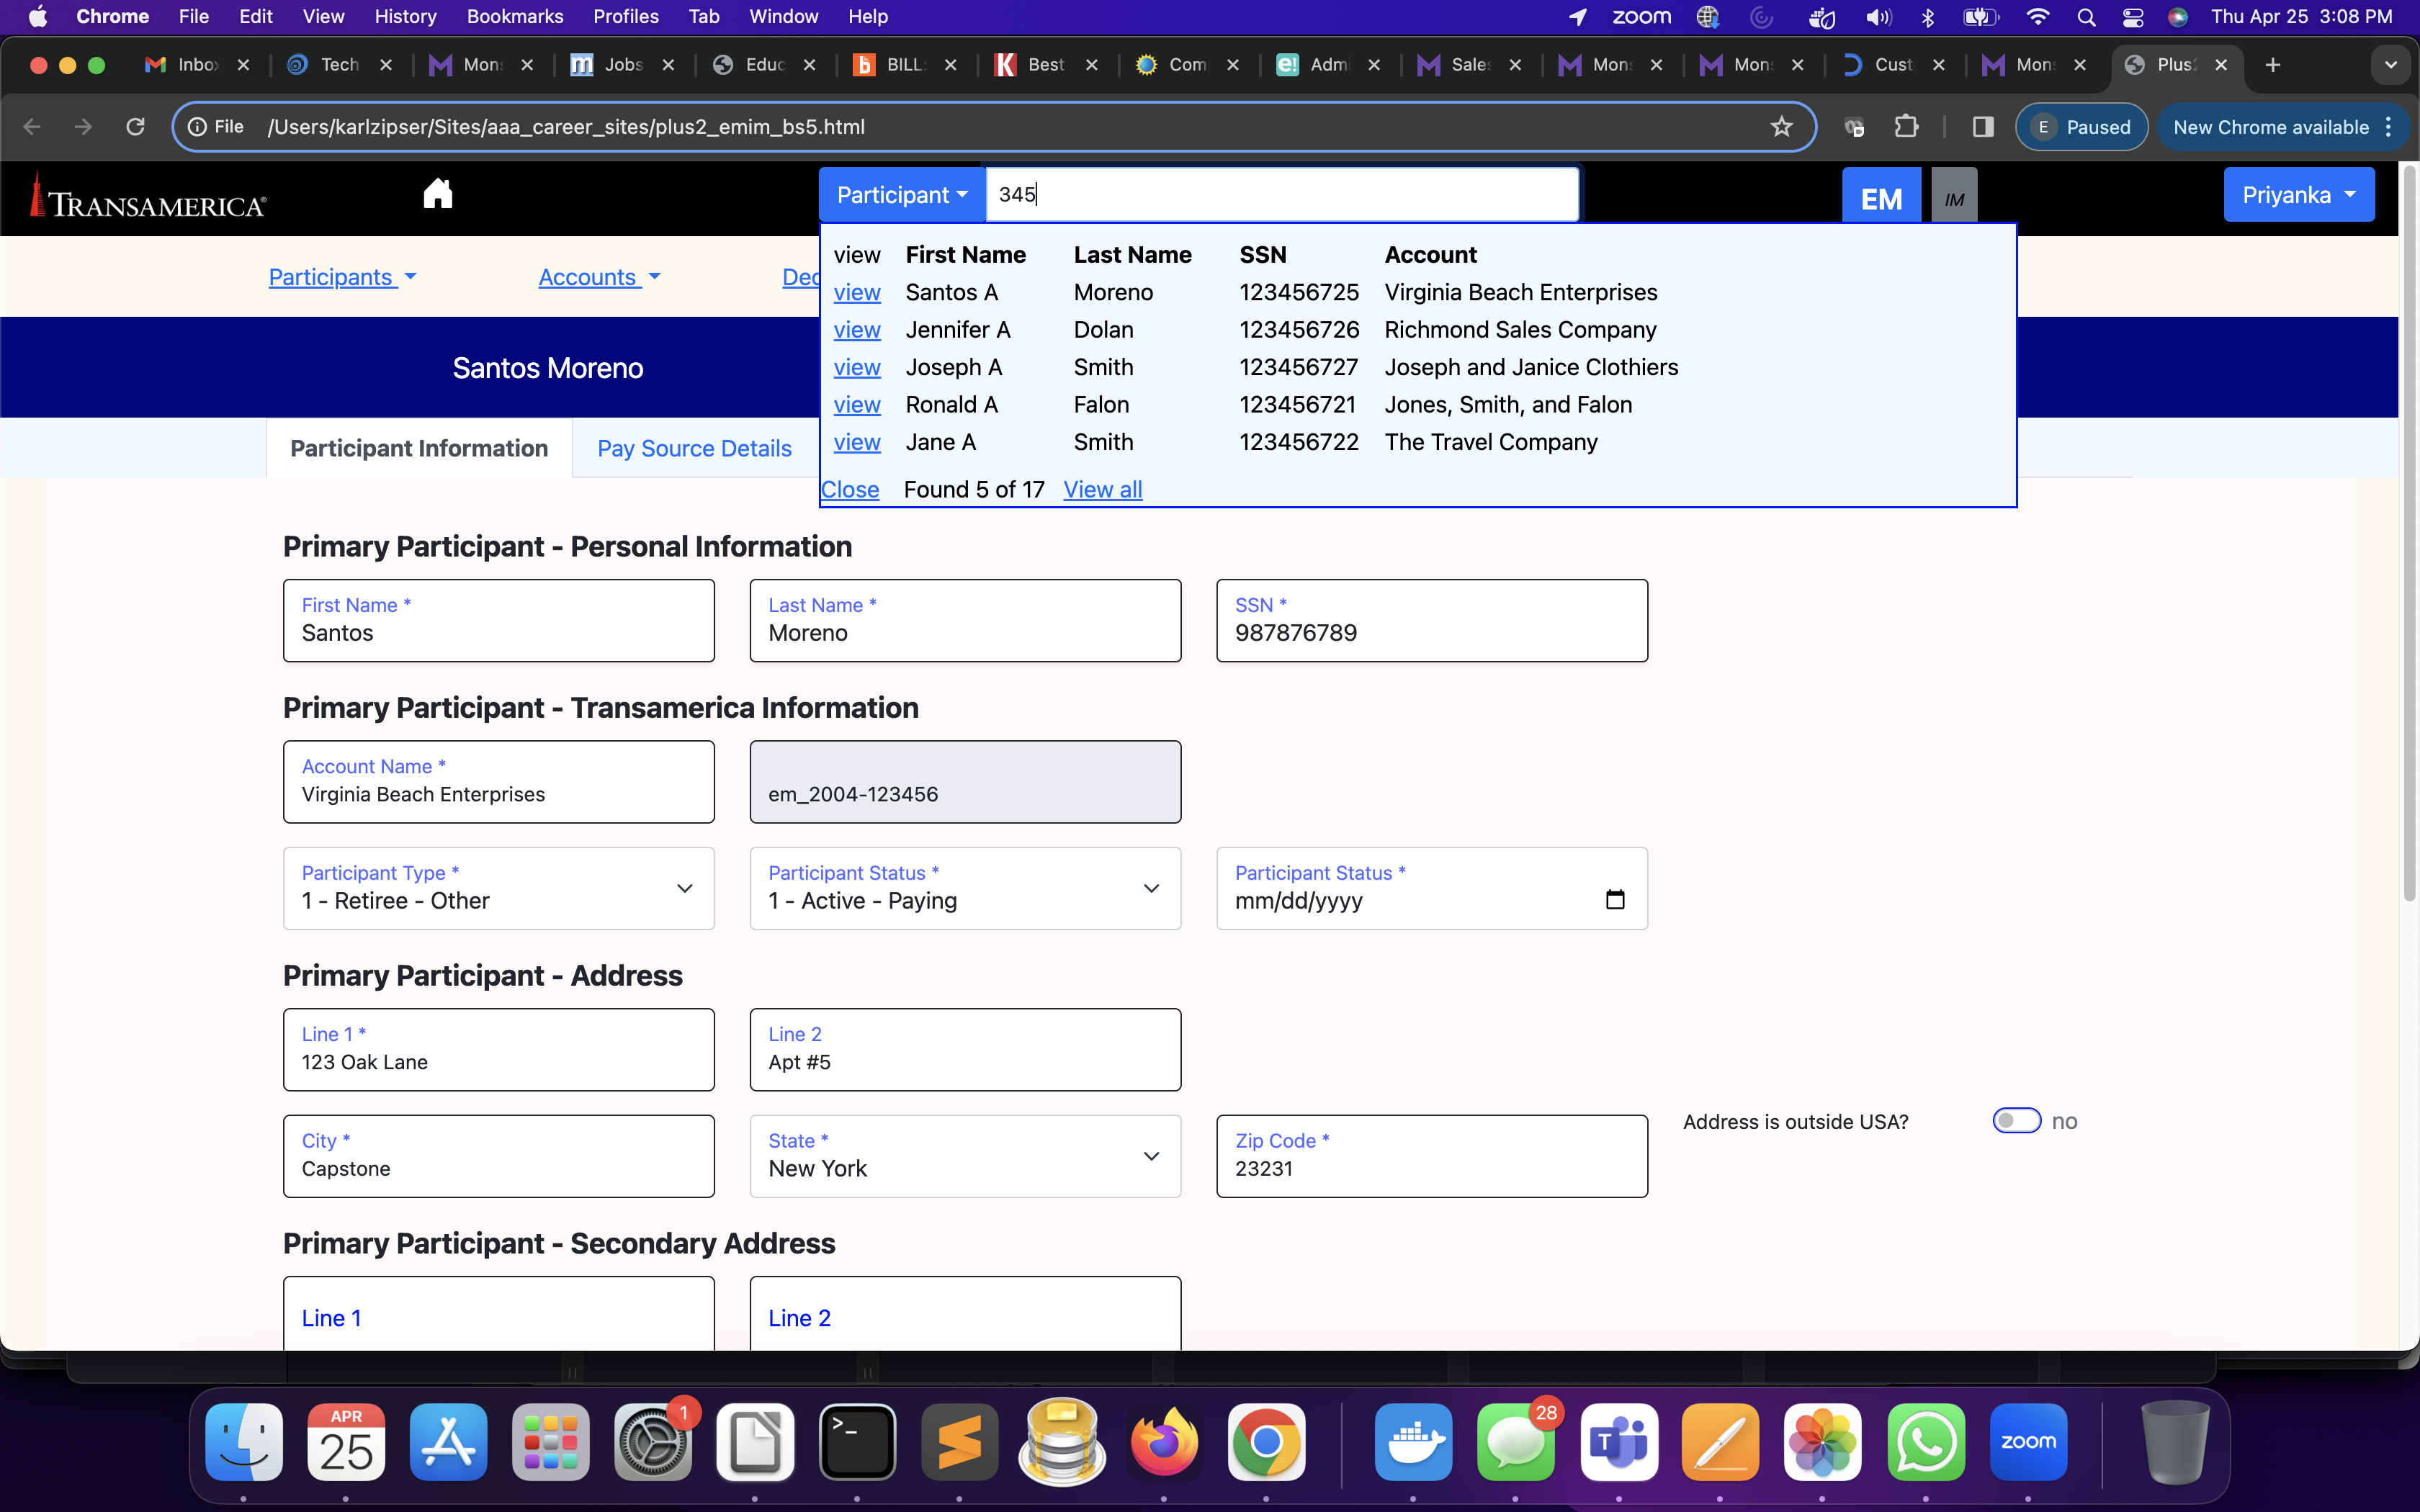 Chrome File Edit View History Bookmarks Profiles Tab Window Help zoom Thu Apr 25 3:08 PM
Inbo Tech Mon Jobs Educ BILL Best Com Adm Sale Mon Mon Cust Mon Plus
File /Users/karlzipser/Sites/aaa_career_sites/plus2_emim_bs5.html E Paused New Chrome available
TRANSAMERICA® Participant 345 EM IM Priyanka
Participants Accounts Dec
view First Name Last Name SSN Account
view Santos A Moreno 123456725 Virginia Beach Enterprises
view Jennifer A Dolan 123456726 Richmond Sales Company
view Joseph A Smith 123456727 Joseph and Janice Clothiers
view Ronald A Falon 123456721 Jones, Smith, and Falon
view Jane A Smith 123456722 The Travel Company
Close Found 5 of 17 View all
Santos Moreno
Participant Information Pay Source Details
Primary Participant - Personal Information
First Name * Last Name * SSN *
Santos Moreno 987876789
Primary Participant - Transamerica Information
Account Name *
Virginia Beach Enterprises em_2004-123456
Participant Type * Participant Status * Participant Status *
1 - Retiree - Other 1 - Active - Paying mm/dd/yyyy
Primary Participant - Address
Line 1 * Line 2
123 Oak Lane Apt #5
City * State * Zip Code * Address is outside USA? no
Capstone New York 23231
Primary Participant - Secondary Address
Line 1 Line 2
APR 1 28
25 T zoom